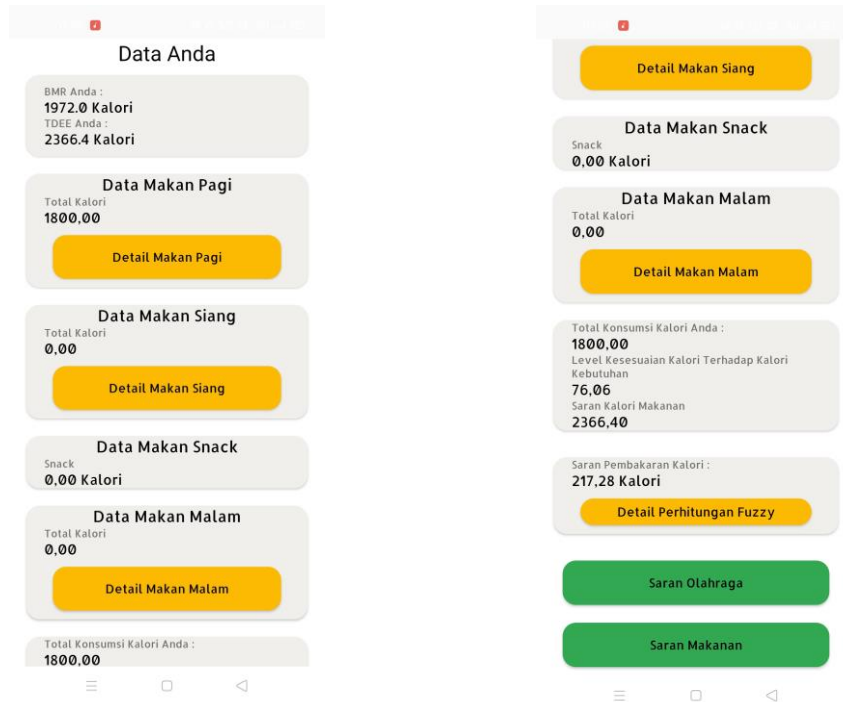 Data Anda
BMR Anda :
1972.0 Kalori
TDEE Anda :
2366.4 Kalori
Data Makan Pagi
Total Kalori
1800,00
Detail Makan Pagi
Data Makan Siang
Total Kalori
0,00
Detail Makan Siang
Data Makan Snack
Snack
0,00 Kalori
Data Makan Malam
Total Kalori
0,00
Detail Makan Malam
Total Konsumsi Kalori Anda :
1800,00
Detail Makan Siang
Data Makan Snack
Snack
0,00 Kalori
Data Makan Malam
Total Kalori
0,00
Detail Makan Malam
Total Konsumsi Kalori Anda :
1800,00
Level Kesesuaian Kalori Terhadap Kalori
Kebutuhan
76,06
Saran Kalori Makanan
2366,40
Saran Pembakaran Kalori :
217,28 Kalori
Detail Perhitungan Fuzzy
Saran Olahraga
Saran Makanan